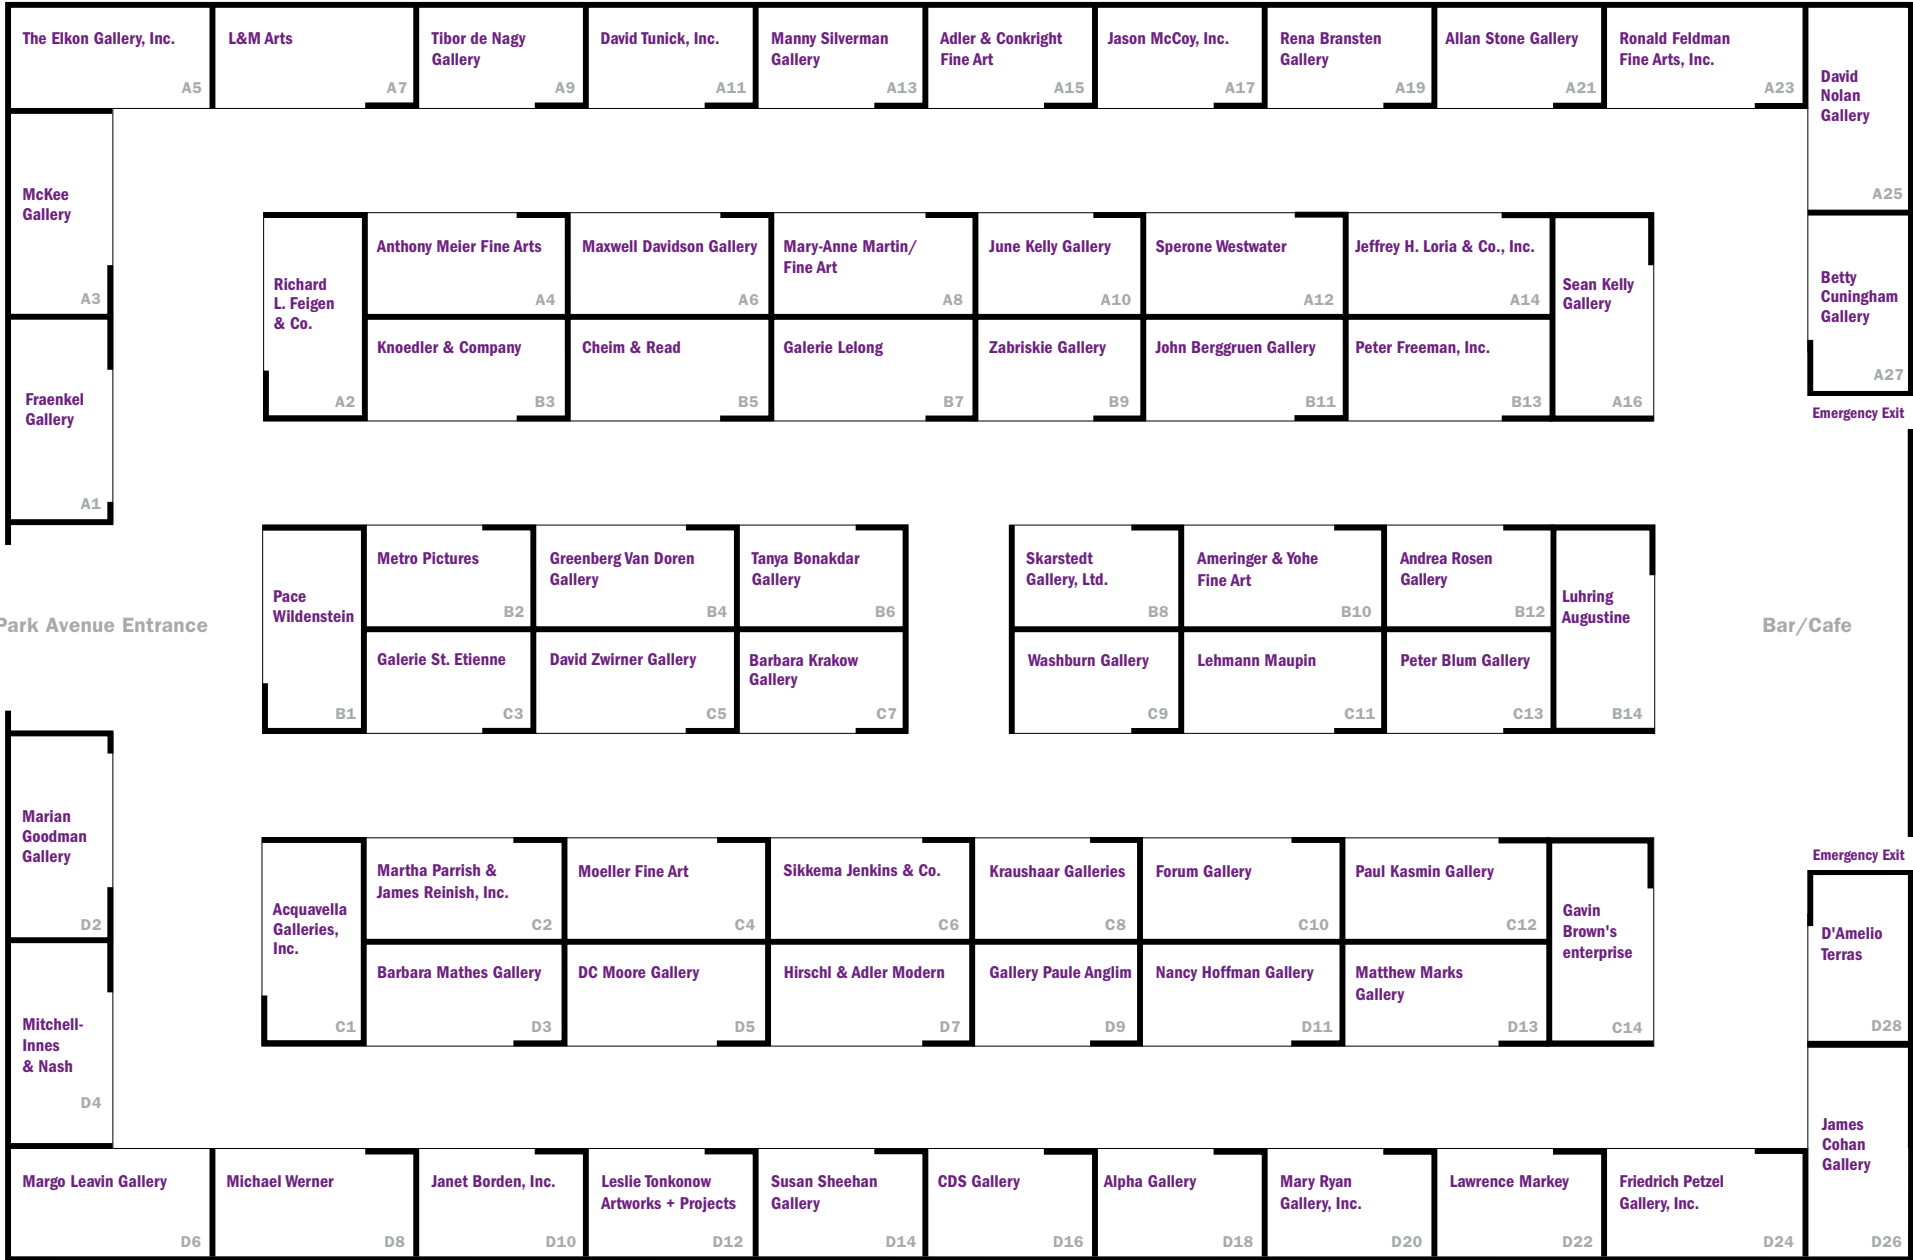 The Elkon Gallery, Inc.
A5
L&M Arts
A7
Tibor de Nagy
Gallery
A9
David Tunick, Inc.
A11
Manny Silverman
Gallery
A13
Adler & Conkright
Fine Art
A15
Jason McCoy, Inc.
A17
Rena Bransten
Gallery
A19
Allan Stone Gallery
A21
Ronald Feldman
Fine Arts, Inc.
A23
David
Nolan
Gallery
A25
McKee
Gallery
A3
Fraenkel
Gallery
A1
Richard
L. Feigen
& Co.
A2
Anthony Meier Fine Arts
A4
Maxwell Davidson Gallery
A6
Mary-Anne Martin/
Fine Art
A8
June Kelly Gallery
A10
Sperone Westwater
A12
Jeffrey H. Loria & Co., Inc.
A14
Sean Kelly
Gallery
A16
Knoedler & Company
B3
Cheim & Read
B5
Galerie Lelong
B7
Zabriskie Gallery
B9
John Berggruen Gallery
B11
Peter Freeman, Inc.
B13
Betty
Cuningham
Gallery
A27
Emergency Exit
Park Avenue Entrance
Pace
Wildenstein
B1
Metro Pictures
B2
Greenberg Van Doren
Gallery
B4
Tanya Bonakdar
Gallery
B6
Galerie St. Etienne
C3
David Zwirner Gallery
C5
Barbara Krakow
Gallery
C7
Skarstedt
Gallery, Ltd.
B8
Ameringer & Yohe
Fine Art
B10
Andrea Rosen
Gallery
B12
Luhring
Augustine
B14
Washburn Gallery
C9
Lehmann Maupin
C11
Peter Blum Gallery
C13
Bar/Cafe
Marian
Goodman
Gallery
D2
Mitchell-
Innes
& Nash
D4
Acquavella
Galleries,
Inc.
C1
Martha Parrish &
James Reinish, Inc.
C2
Moeller Fine Art
C4
Sikkema Jenkins & Co.
C6
Kraushaar Galleries
C8
Forum Gallery
C10
Paul Kasmin Gallery
C12
Gavin
Brown's
enterprise
C14
Barbara Mathes Gallery
D3
DC Moore Gallery
D5
Hirschl & Adler Modern
D7
Gallery Paule Anglim
D9
Nancy Hoffman Gallery
D11
Matthew Marks
Gallery
D13
Emergency Exit
D'Amelio
Terras
D28
James
Cohan
Gallery
D26
Margo Leavin Gallery
D6
Michael Werner
D8
Janet Borden, Inc.
D10
Leslie Tonkonow
Artworks + Projects
D12
Susan Sheehan
Gallery
D14
CDS Gallery
D16
Alpha Gallery
D18
Mary Ryan
Gallery, Inc.
D20
Lawrence Markey
D22
Friedrich Petzel
Gallery, Inc.
D24